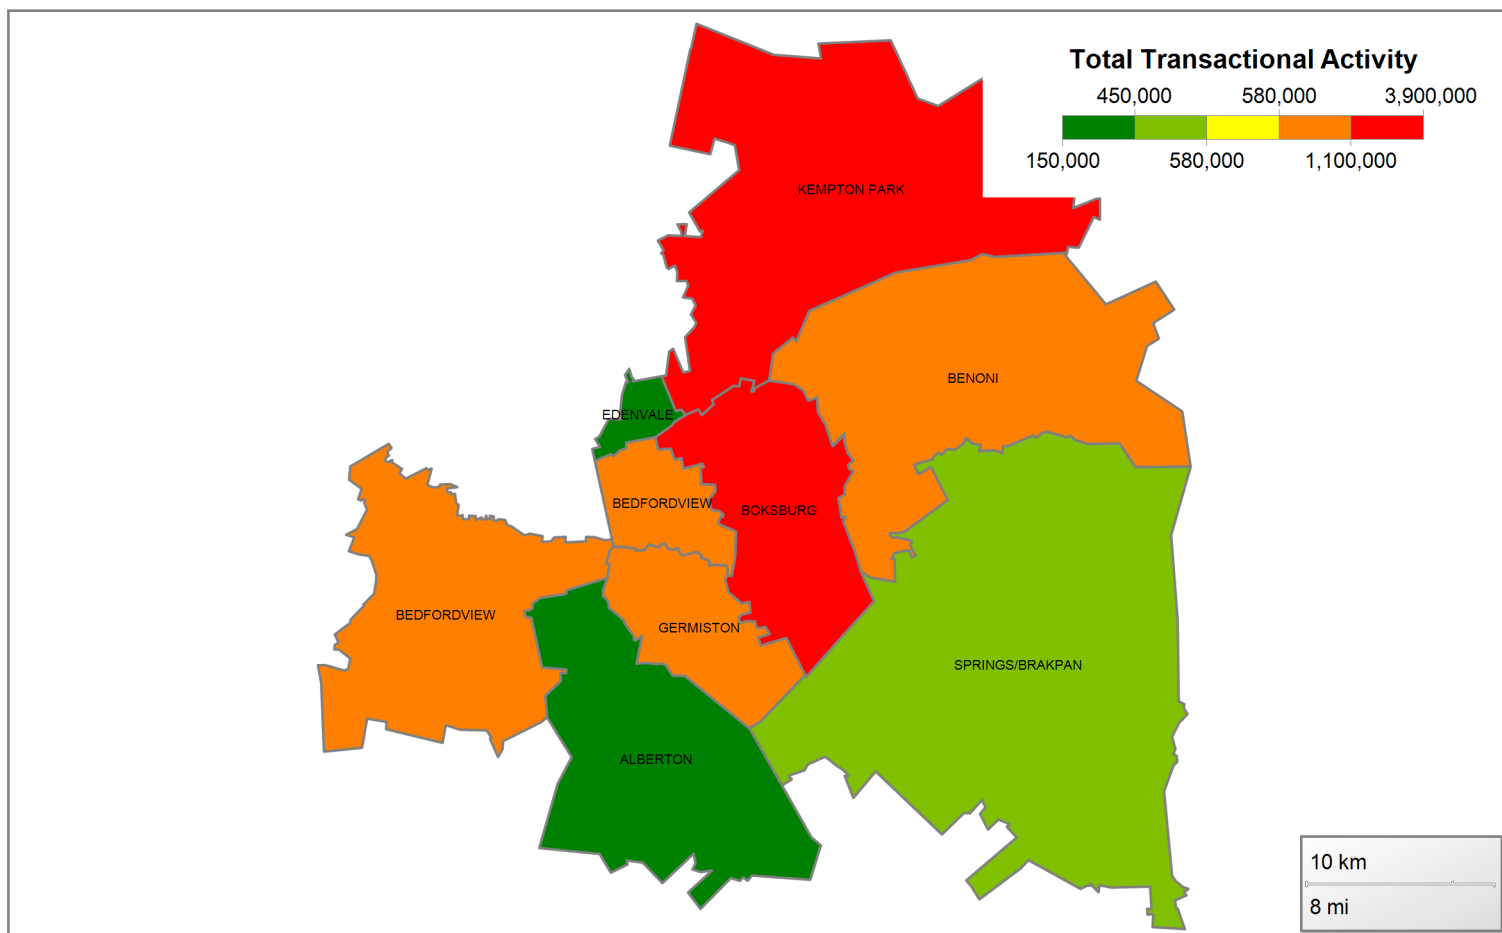 Total Transactional Activity
450,000 580,000 3,900,000
150,000 580,000 1,100,000
KEMPTON PARK
BENONI
EDENVALE
BEDFORDVIEW
BOKSBURG
BEDFORDVIEW
GERMISTON
SPRINGS/BRAKPAN
ALBERTON
10 km
8 mi